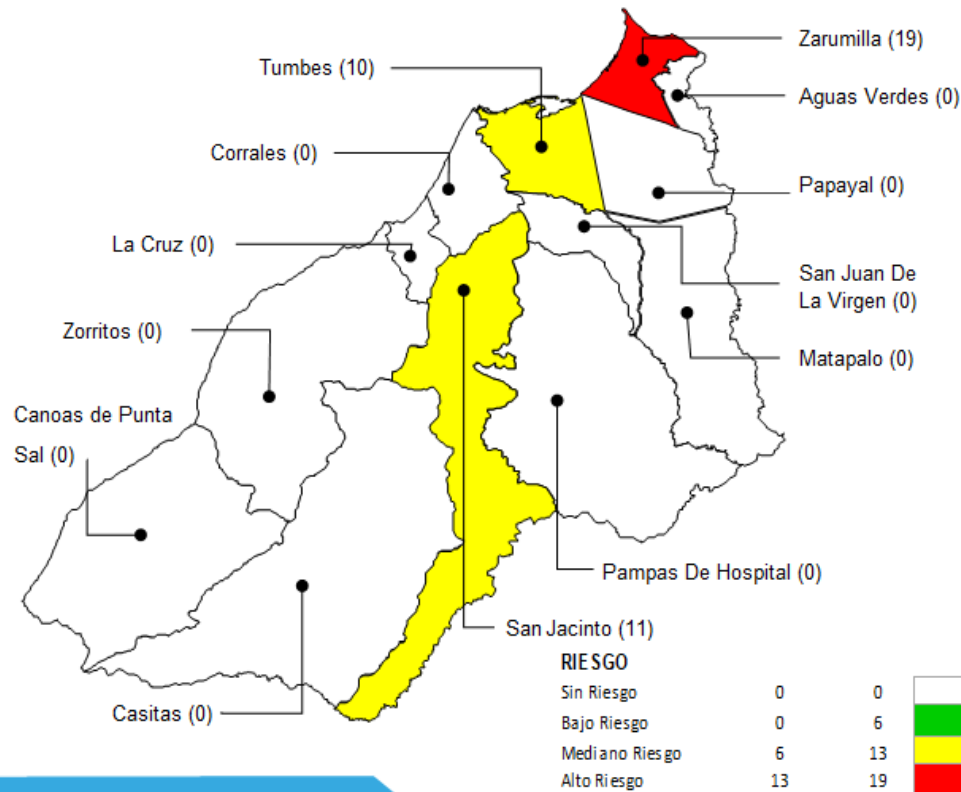 Zarumilla (19)
Tumbes (10)
Aguas Verdes (0)
Corrales (0)
Papayal (0)
La Cruz (0)
San Juan De
La Virgen (0)
Zorritos (0)
Matapalo (0)
Canoas de Punta
Sal (0)
Pampas De Hospital (0)
San Jacinto (11)
Casitas (0)
RIESGO
Sin Riesgo 0 0
Bajo Riesgo 0 6
Mediano Riesgo 6 13
Alto Riesgo 13 19